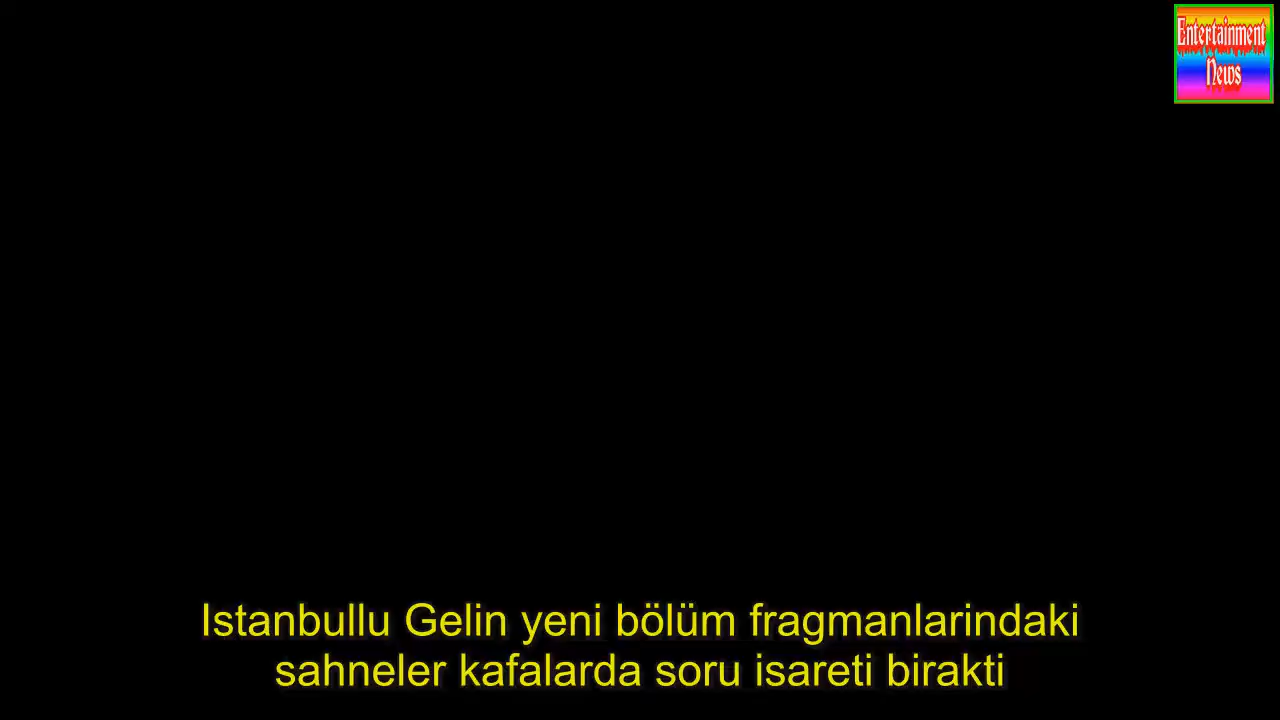 Entertainment
News
Istanbullu Gelin yeni bölüm fragmanlarindaki
sahneler kafalarda soru isareti birakti